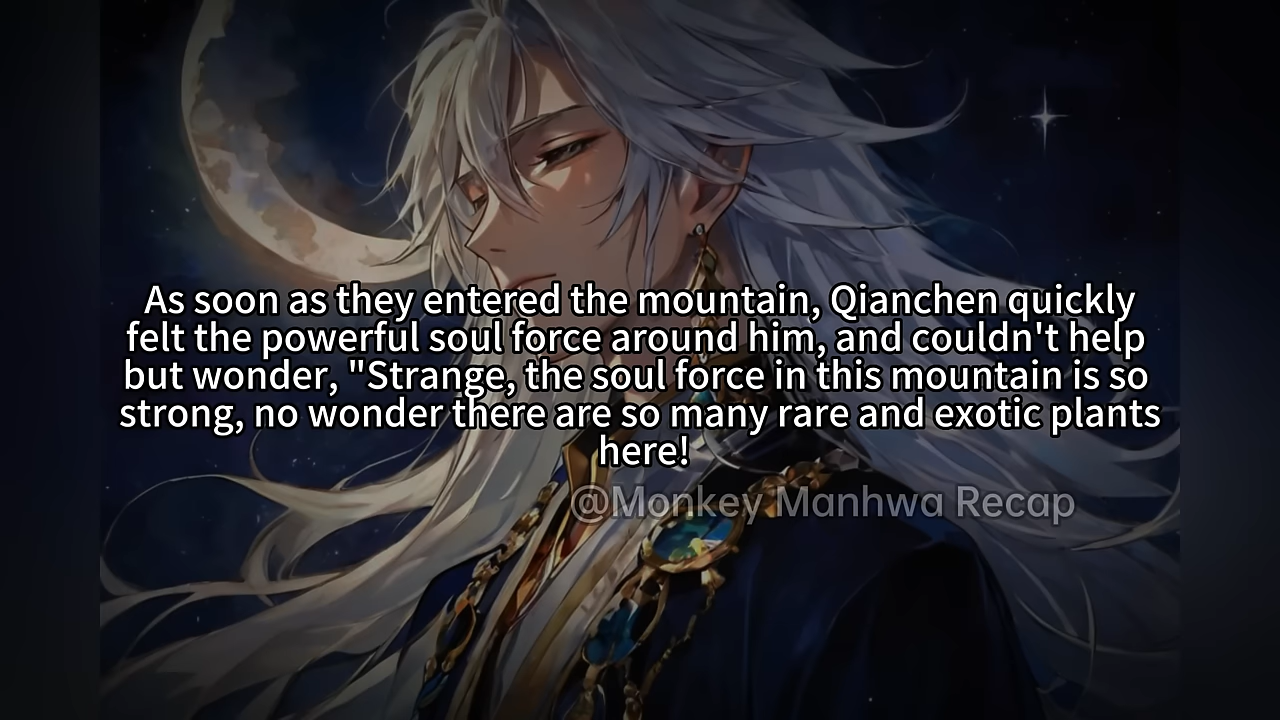 As soon as they entered the mountain, Qianchen quickly
felt the powerful soul force around him, and couldn't help
but wonder, "Strange, the soul force in this mountain is so
strong, no wonder there are so many rare and exotic plants
here!
@Monkey Manhwa Recap